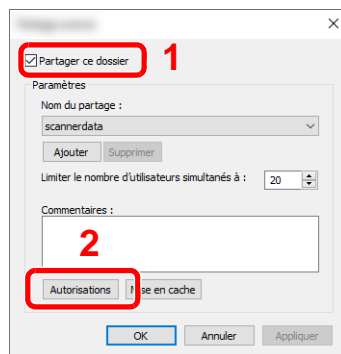 1
Partager ce dossier
Paramètres
Nom du partage :
scannerdata
Ajouter Supprimer
Limiter le nombre d'utilisateurs simultanés à : 20
Commentaires :
2
Autorisations Mise en cache
OK Annuler Appliquer